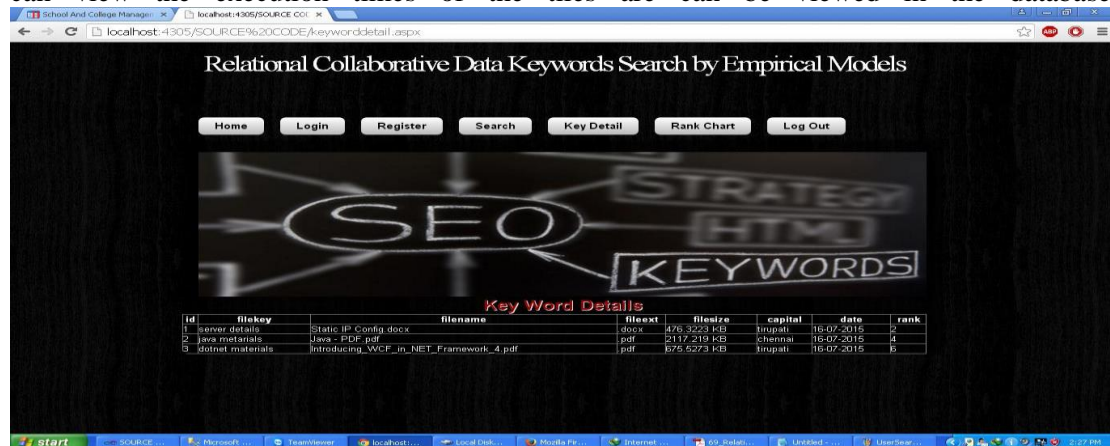 can view the execution times of the files are can be viewed in the database
School And College Manager
localhost:4305/SOURCE COD
localhost:4305/SOURCE%20CODE/keyworddetail.aspx
Relational Collaborative Data Keywords Search by Empirical Models
Home Login Register Search Key Detail Rank Chart Log Out
STRATEGY
SEO
HTML
KEYWORDS
Key Word Details
id filekey filename fileext filesize capital date rank
1 server details Static IP Config.docx .docx 476.3223 KB tirupati 16-07-2015 2
2 java metarials Java - PDF.pdf .pdf 2117.219 KB chennai 16-07-2015 4
3 dotnet materials Introducing_WCF_in_NET_Framework_4.pdf .pdf 675.5273 KB tirupati 16-07-2015 6
start SOURCE ... Microsoft ... TeamViewer localhost:... Local Disk... Mozilla Fir... Internet ... 69_Relati... Untitled - ... UserSear... 2:27 PM